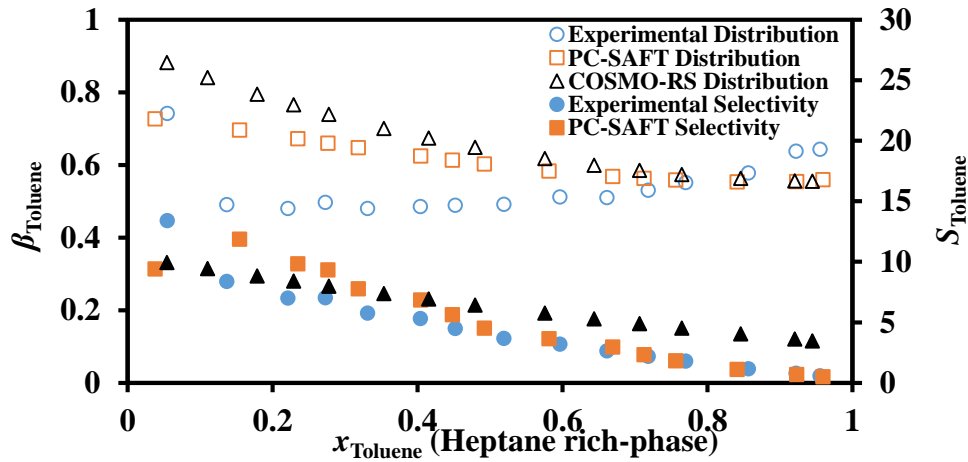 1
0.8
0.6
0.4
0.2
0
30
25
20
15
10
5
0
Experimental Distribution
PC-SAFT Distribution
COSMO-RS Distribution
Experimental Selectivity
PC-SAFT Selectivity
βToluene
SToluene
0 0.2 0.4 0.6 0.8 1
xToluene (Heptane rich-phase)